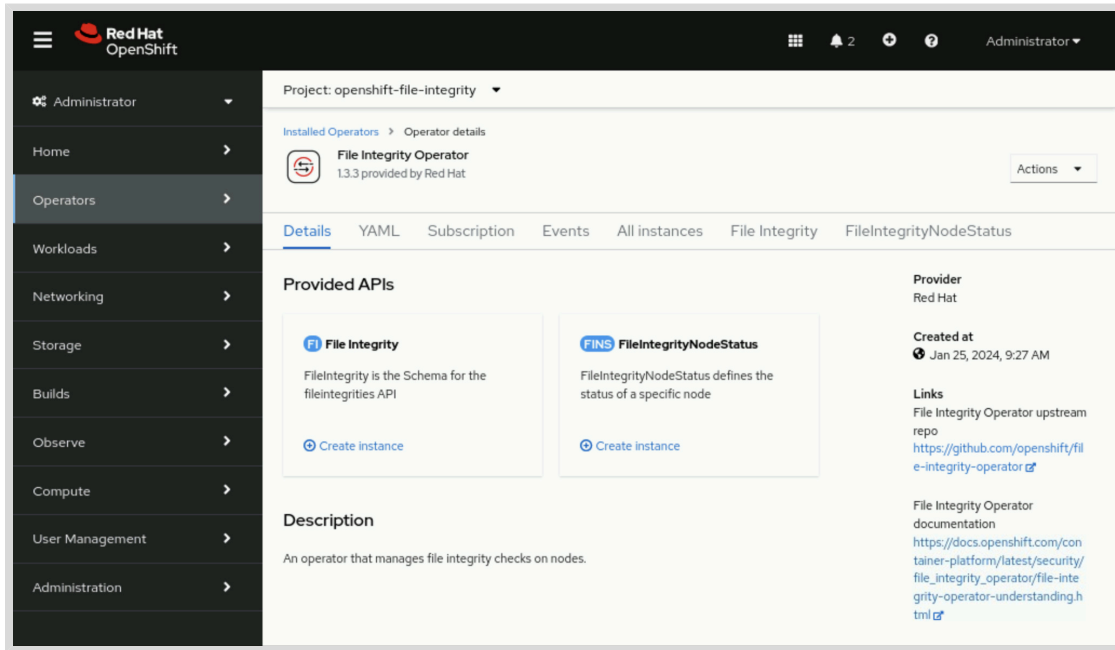 Red Hat
OpenShift
2
Administrator
Administrator
Home
Operators
Workloads
Networking
Storage
Builds
Observe
Compute
User Management
Administration
Project: openshift-file-integrity
Installed Operators > Operator details
File Integrity Operator
1.3.3 provided by Red Hat
Actions
Details YAML Subscription Events All instances File Integrity FileIntegrityNodeStatus
Provided APIs
FI File Integrity
FileIntegrity is the Schema for the
fileintegrities API
Create instance
FINS FileIntegrityNodeStatus
FileIntegrityNodeStatus defines the
status of a specific node
Create instance
Description
An operator that manages file integrity checks on nodes.
Provider
Red Hat
Created at
Jan 25, 2024, 9:27 AM
Links
File Integrity Operator upstream
repo
https://github.com/openshift/fil
e-integrity-operator
File Integrity Operator
documentation
https://docs.openshift.com/con
tainer-platform/latest/security/
file_integrity_operator/file-inte
grity-operator-understanding.h
tml